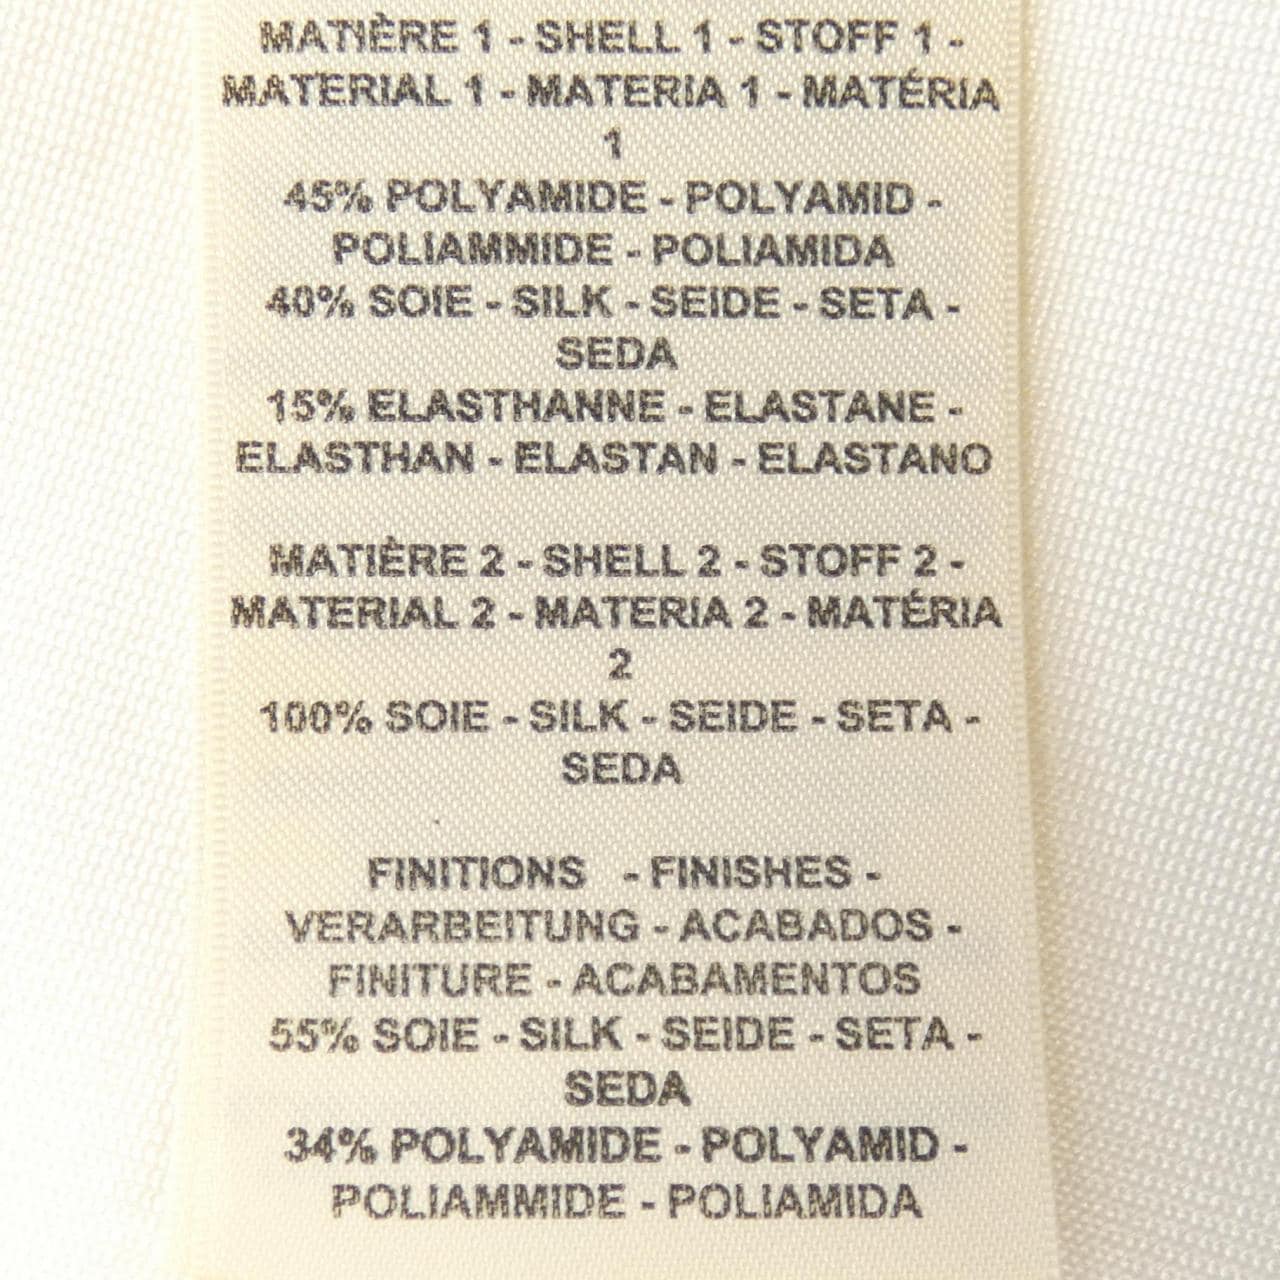 MATIÈRE 1 - SHELL 1 - STOFF 1 -
MATERIAL 1 - MATERIA 1 - MATÉRIA
1
45% POLYAMIDE - POLYAMID -
POLIAMMIDE - POLIAMIDA
40% SOIE - SILK - SEIDE - SETA -
SEDA
15% ELASTHANNE - ELASTANE -
ELASTHAN - ELASTAN - ELASTANO
MATIÈRE 2 - SHELL 2 - STOFF 2 -
MATERIAL 2 - MATERIA 2 - MATÉRIA
2
100% SOIE - SILK - SEIDE - SETA -
SEDA
FINITIONS - FINISHES -
VERARBEITUNG - ACABADOS -
FINITURE - ACABAMENTOS
55% SOIE - SILK - SEIDE - SETA -
SEDA
34% POLYAMIDE - POLYAMID -
POLIAMMIDE - POLIAMIDA